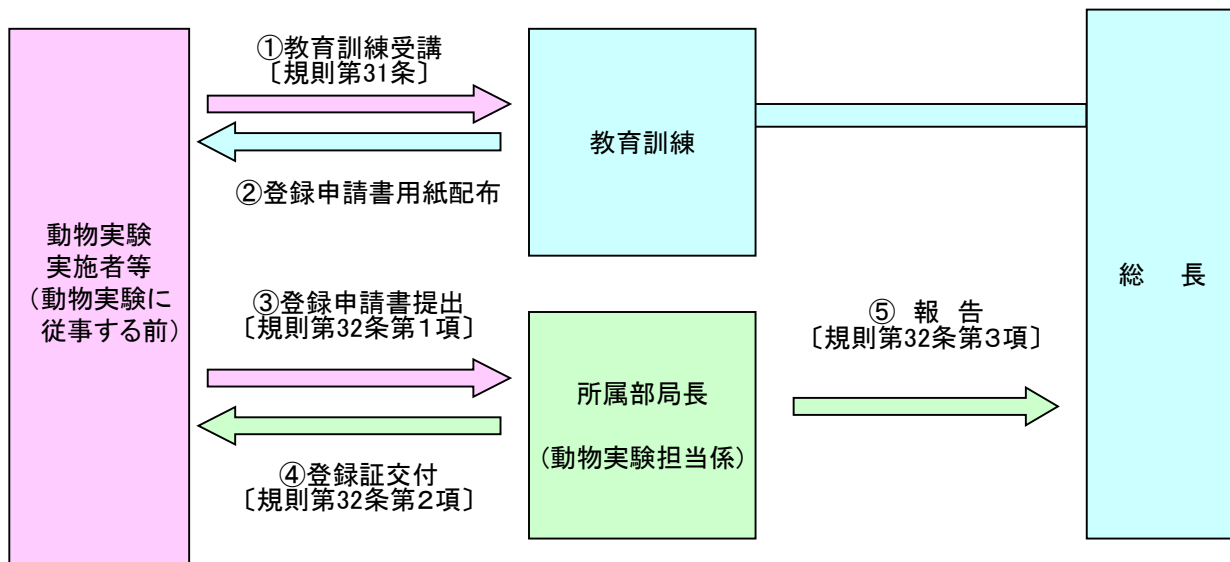 ①教育訓練受講
〔規則第31条〕
教育訓練
②登録申請書用紙配布
動物実験
実施者等
(動物実験に
従事する前)
③登録申請書提出
〔規則第32条第１項〕
所属部局長
(動物実験担当係)
④登録証交付
〔規則第32条第２項〕
⑤ 報 告
〔規則第32条第３項〕
総 長